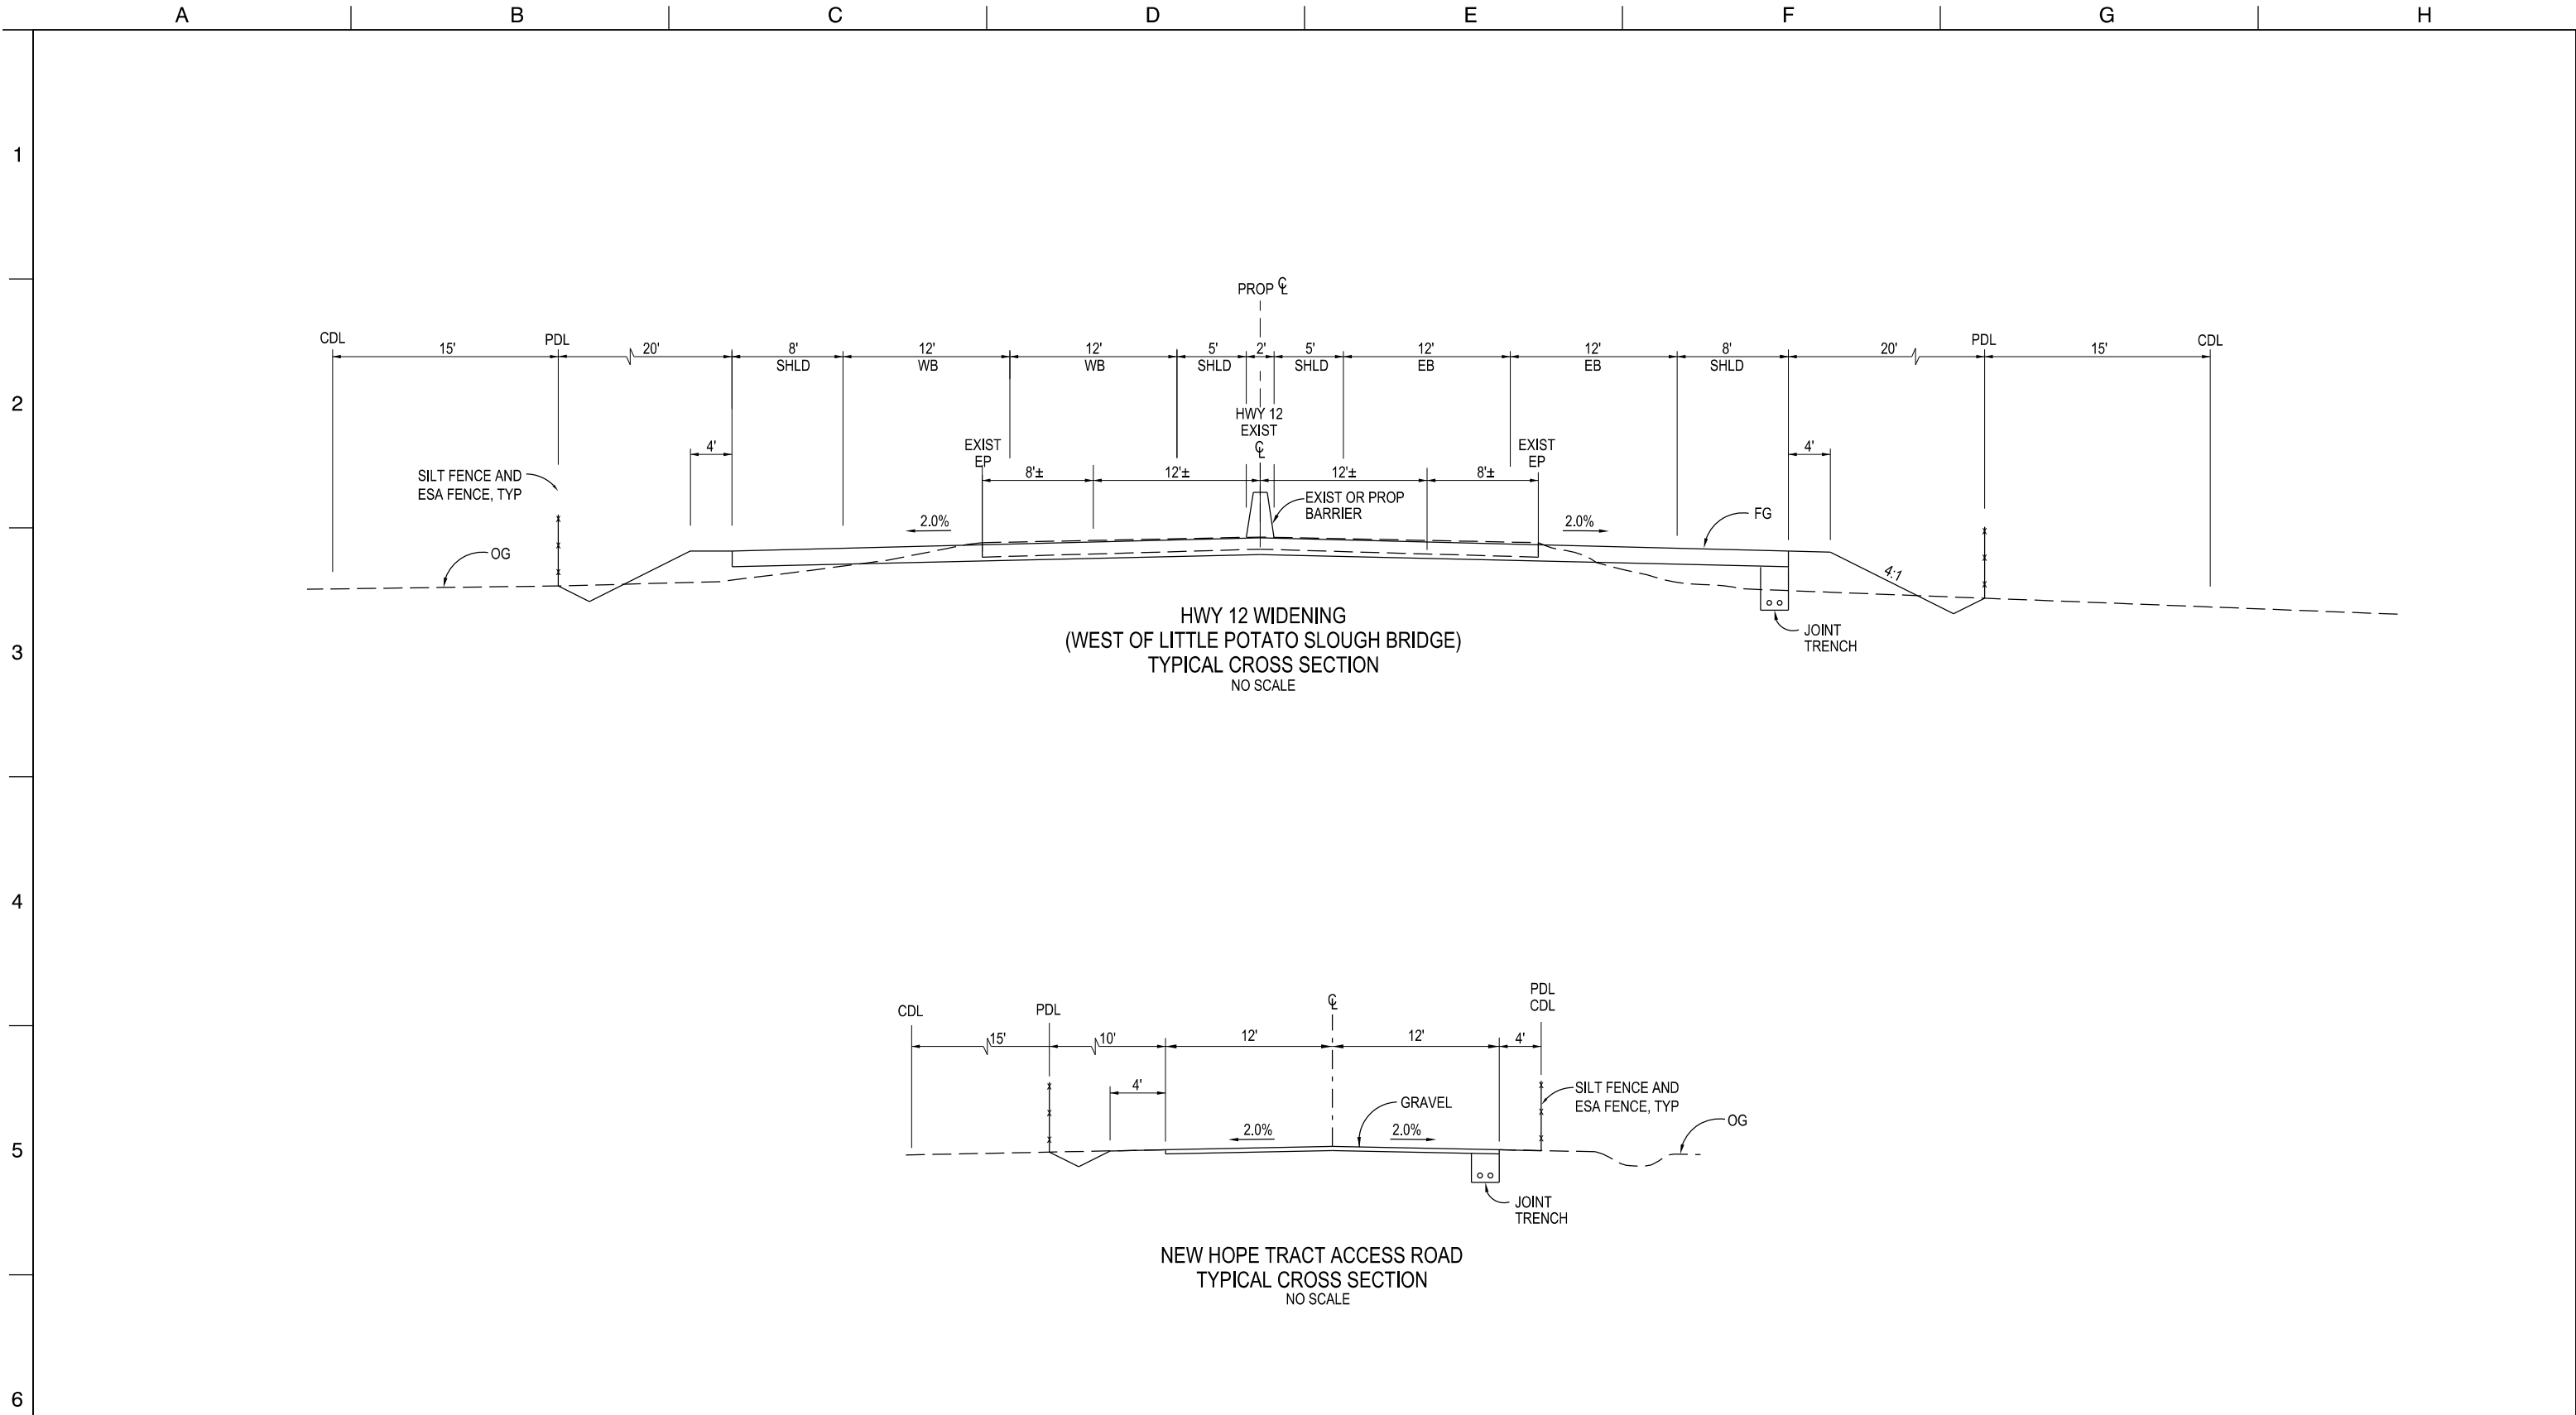 A B C D E F G H
1
PROP ℄
CDL 15' PDL 20' 8' 12' 12' 5' 2' 5' 12' 12' 8' 20' PDL 15' CDL
SHLD WB WB SHLD SHLD EB EB SHLD
2
HWY 12
EXIST
℄
4' EXIST
EP EXIST
EP 4'
8'± 12'± 12'± 8'±
SILT FENCE AND
ESA FENCE, TYP
EXIST OR PROP
BARRIER
2.0% 2.0% FG
OG
4:1
HWY 12 WIDENING
(WEST OF LITTLE POTATO SLOUGH BRIDGE)
TYPICAL CROSS SECTION
NO SCALE
JOINT
TRENCH
3
4
CDL PDL ℄ PDL
CDL
15' 10' 12' 12' 4'
4'
SILT FENCE AND
ESA FENCE, TYP
GRAVEL
2.0% 2.0% OG
5
JOINT
TRENCH
NEW HOPE TRACT ACCESS ROAD
TYPICAL CROSS SECTION
NO SCALE
6